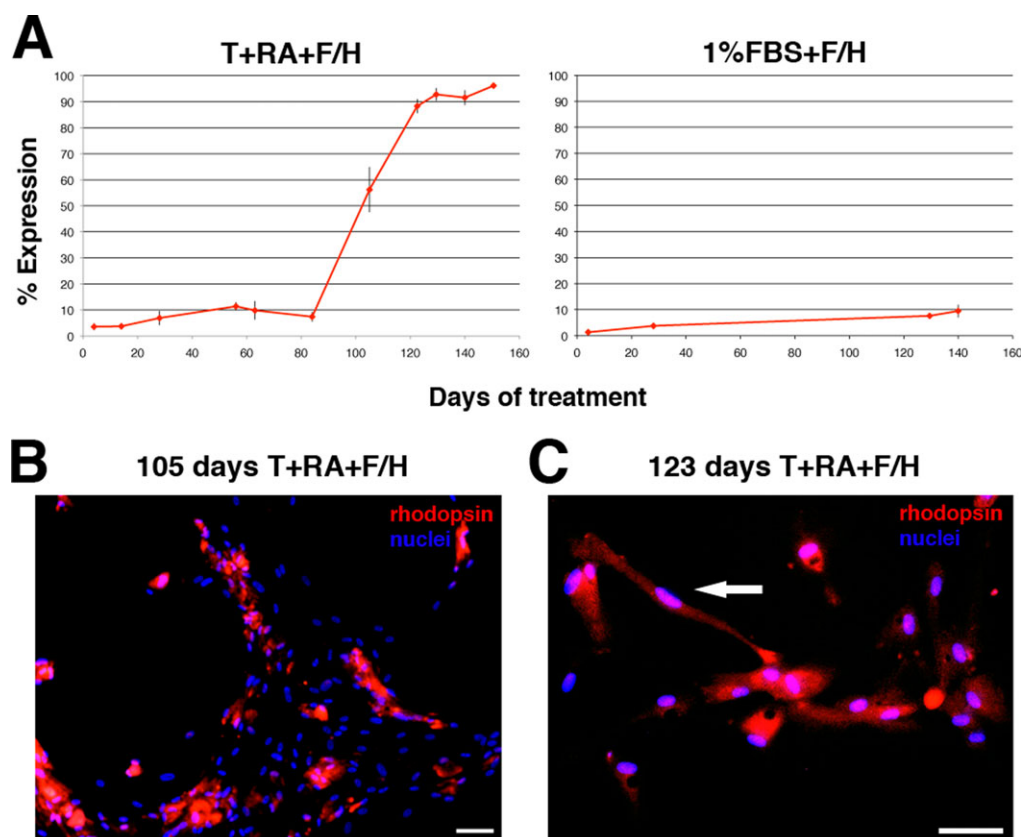 A
T+RA+F/H
1%FBS+F/H
% Expression
100
90
80
70
60
50
40
30
20
10
0
0 20 40 60 80 100 120 140 160
100
90
80
70
60
50
40
30
20
10
0
0 20 40 60 80 100 120 140 160
Days of treatment
B
105 days T+RA+F/H
rhodopsin
nuclei
C
123 days T+RA+F/H
rhodopsin
nuclei